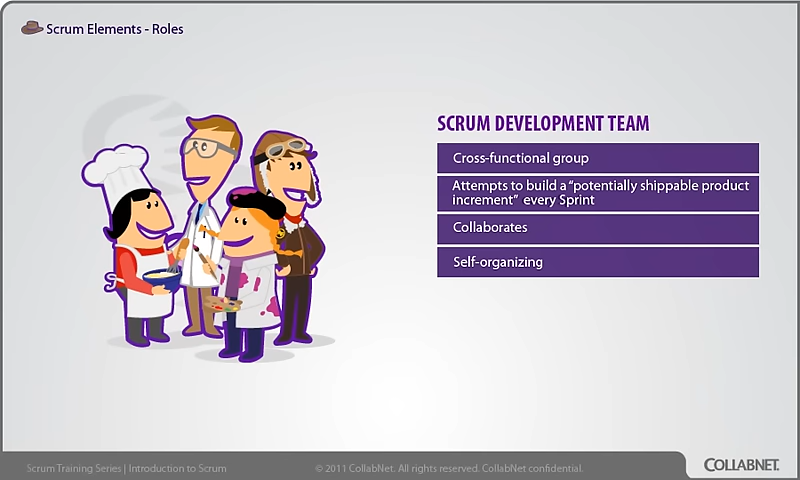 Scrum Elements - Roles
SCRUM DEVELOPMENT TEAM
Cross-functional group
Attempts to build a “potentially shippable product
increment” every Sprint
Collaborates
Self-organizing
Scrum Training Series | Introduction to Scrum
© 2011 CollabNet. All rights reserved. CollabNet confidential.
COLLABNET.